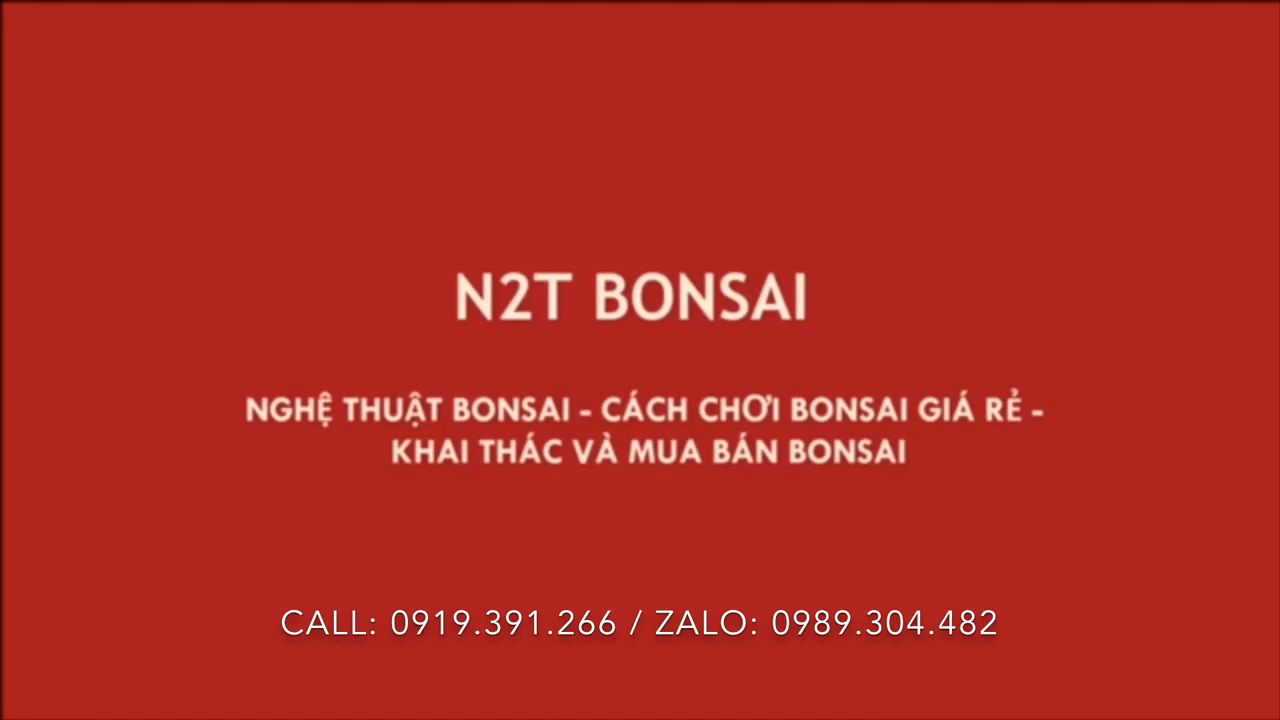 N2T BONSAI
NGHỆ THUẬT BONSAI - CÁCH CHƠI BONSAI GIÁ RẺ -
KHAI THÁC VÀ MUA BÁN BONSAI
CALL: 0919.391.266 / ZALO: 0989.304.482